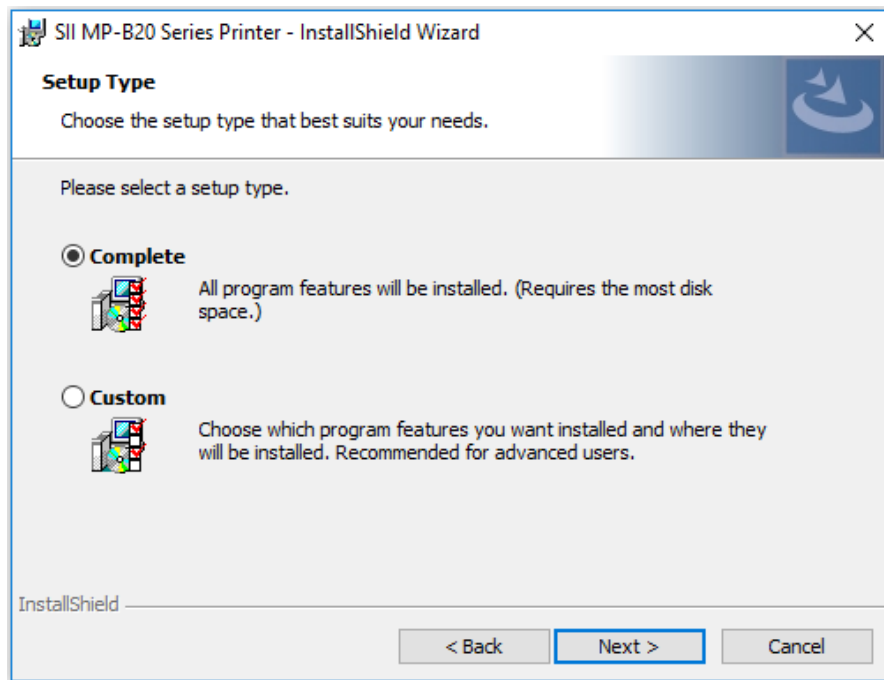 SII MP-B20 Series Printer - InstallShield Wizard
Setup Type
Choose the setup type that best suits your needs.
Please select a setup type.
Complete
All program features will be installed. (Requires the most disk
space.)
Custom
Choose which program features you want installed and where they
will be installed. Recommended for advanced users.
InstallShield
< Back
Next >
Cancel